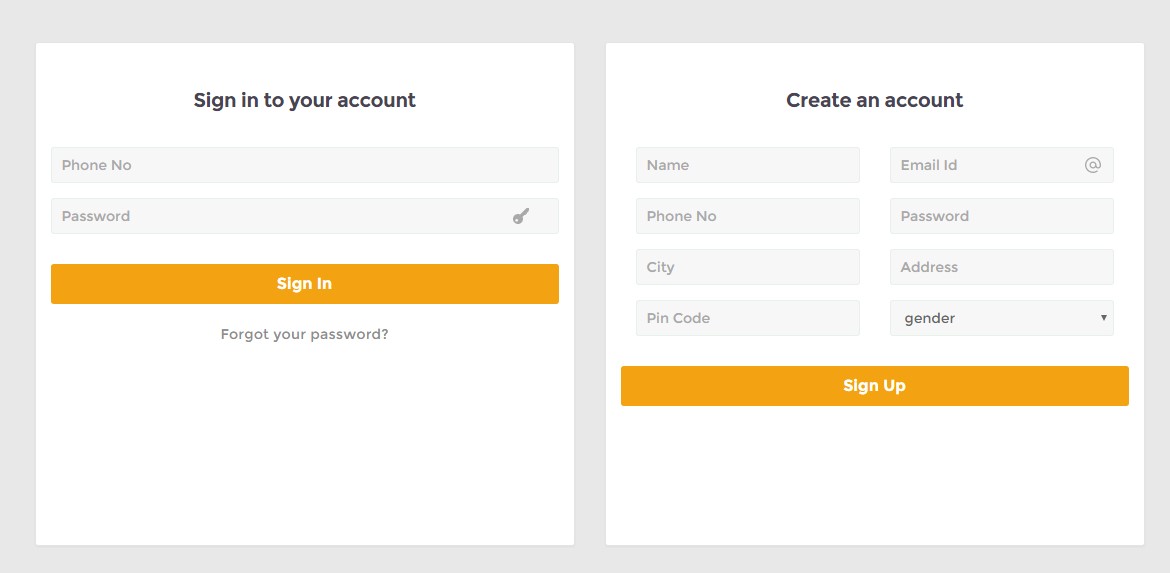 Sign in to your account
Phone No
Password
Sign In
Forgot your password?
Create an account
Name
Email Id
Phone No
Password
City
Address
Pin Code
gender
Sign Up